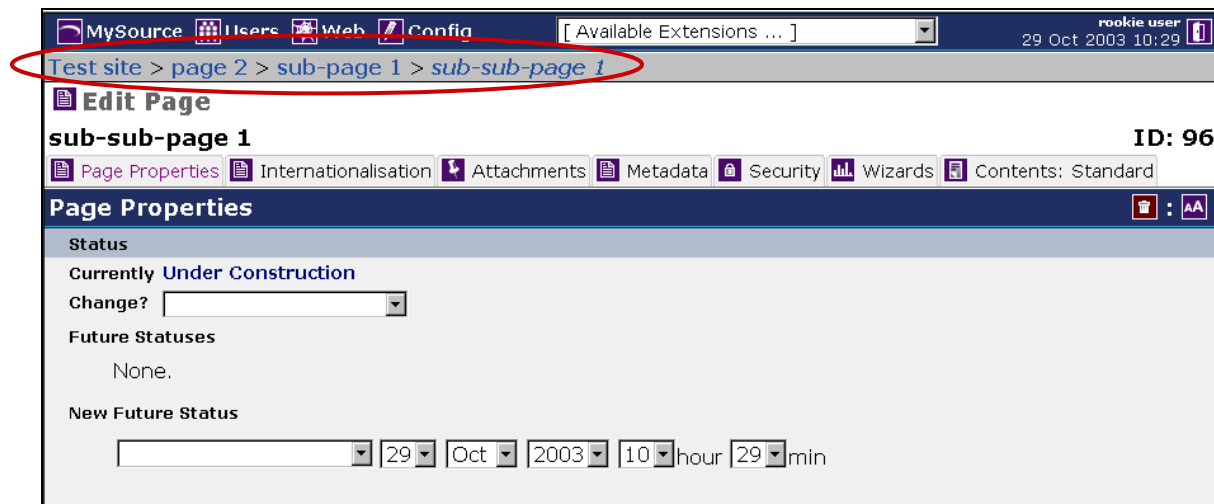 MySource Users Web Config [ Available Extensions ... ] rookie user
29 Oct 2003 10:29
Test site > page 2 > sub-page 1 > sub-sub-page 1
Edit Page
sub-sub-page 1 ID: 96
Page Properties Internationalisation Attachments Metadata Security Wizards Contents: Standard
Page Properties : AA
Status
Currently Under Construction
Change?
Future Statuses
None.
New Future Status
29 Oct 2003 10 hour 29 min